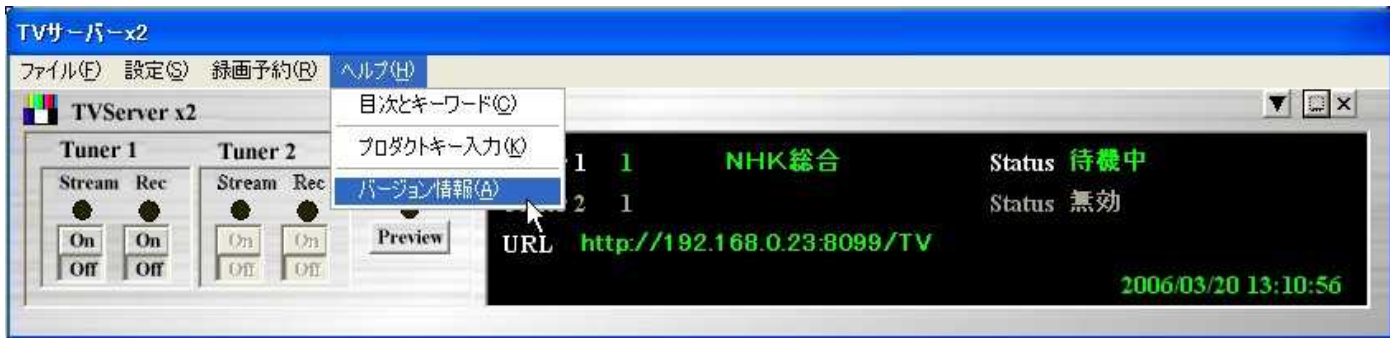 TVサーバーx2
ファイル(F) 設定(S) 録画予約(R) ヘルプ(H)
TVServer x2
目次とキーワード(C)
プロダクトキー入力(K)
バージョン情報(A)
Tuner 1 Tuner 2
Stream Rec Stream Rec
On On On On Preview
Off Off Off Off
1 1 NHK総合 Status 待機中
2 1 Status 無効
URL http://192.168.0.23:8099/TV
2006/03/20 13:10:56